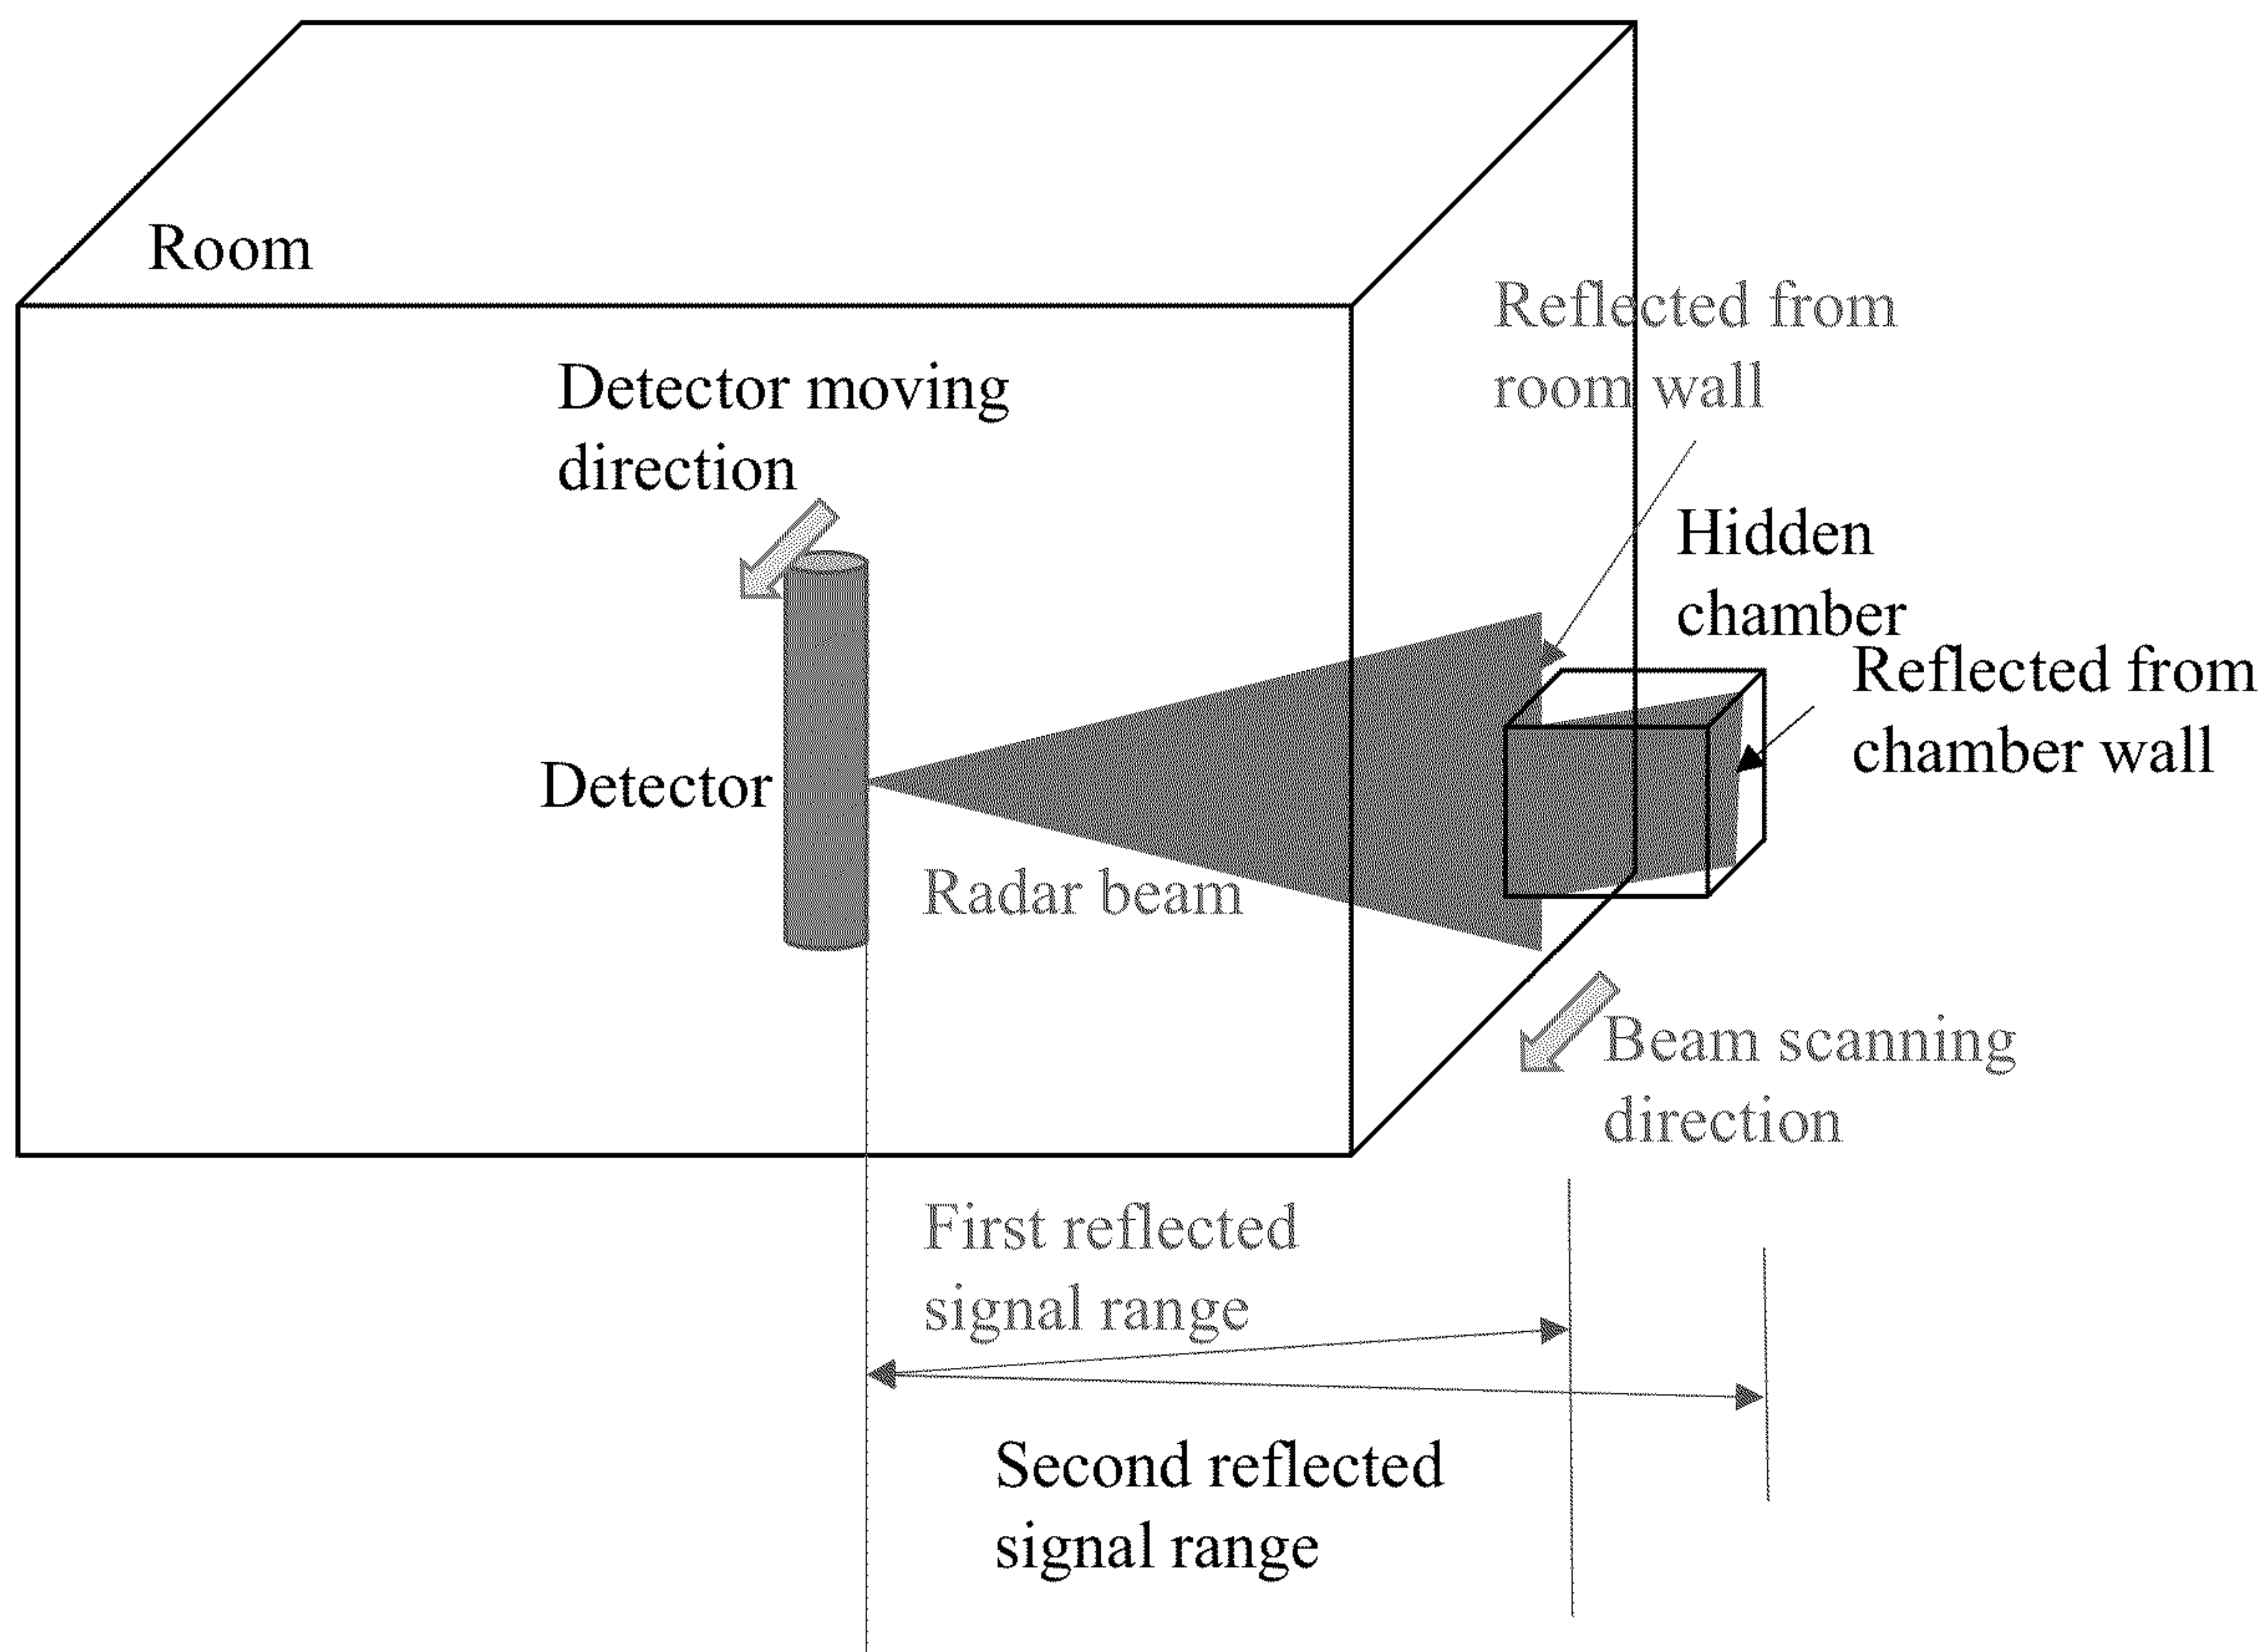 Room
Reflected from
room wall
Detector moving
direction
Hidden
chamber
Reflected from
chamber wall
Detector
Radar beam
Beam scanning
direction
First reflected
signal range
Second reflected
signal range